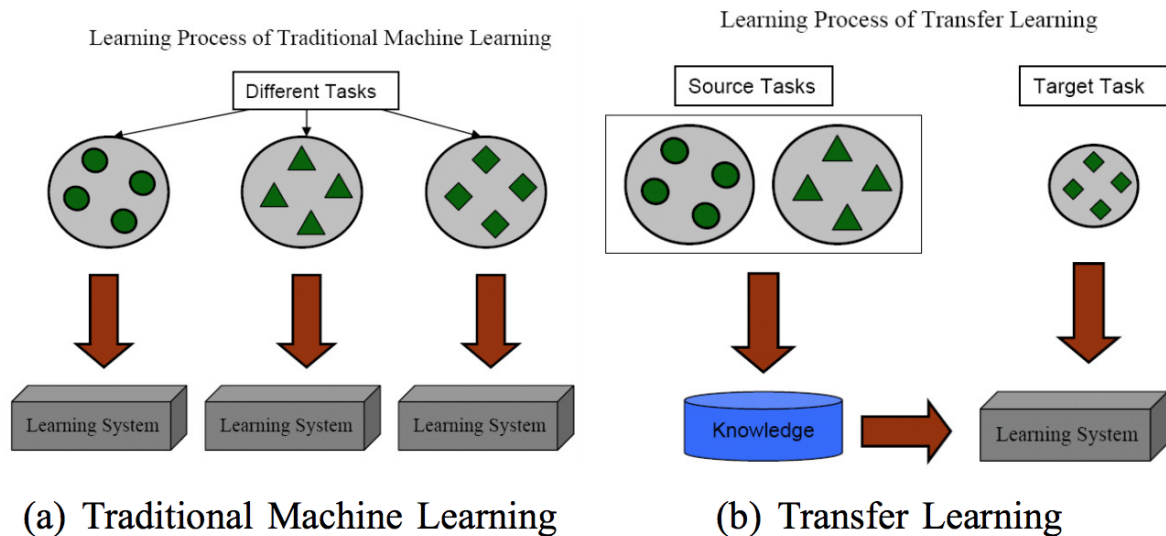 Learning Process of Traditional Machine Learning
Different Tasks
Learning System
Learning System
Learning System
(a) Traditional Machine Learning
Learning Process of Transfer Learning
Source Tasks
Target Task
Knowledge
Learning System
(b) Transfer Learning